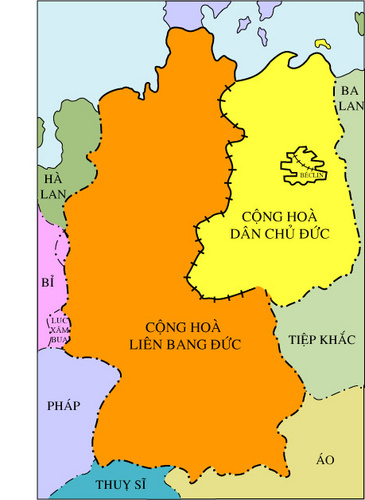 BA
LAN
BÉCLIN
HÀ
LAN
CỘNG HOÀ
DÂN CHỦ ĐỨC
BỈ
LUC
XĂM
BUA
CỘNG HOÀ
LIÊN BANG ĐỨC
TIỆP KHẮC
PHÁP
ÁO
THUỴ SĨ